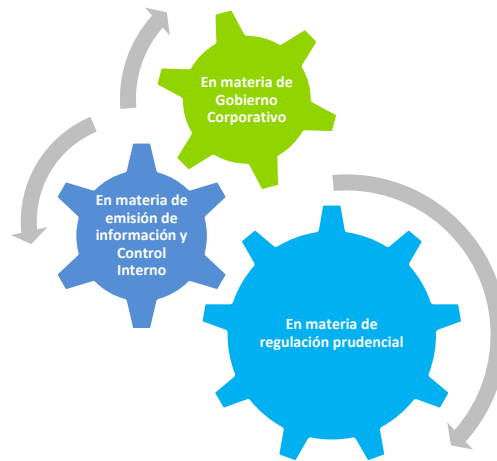 En materia de
Gobierno
Corporativo
En materia de
emisión de
información y
Control
Interno
En materia de
regulación prudencial